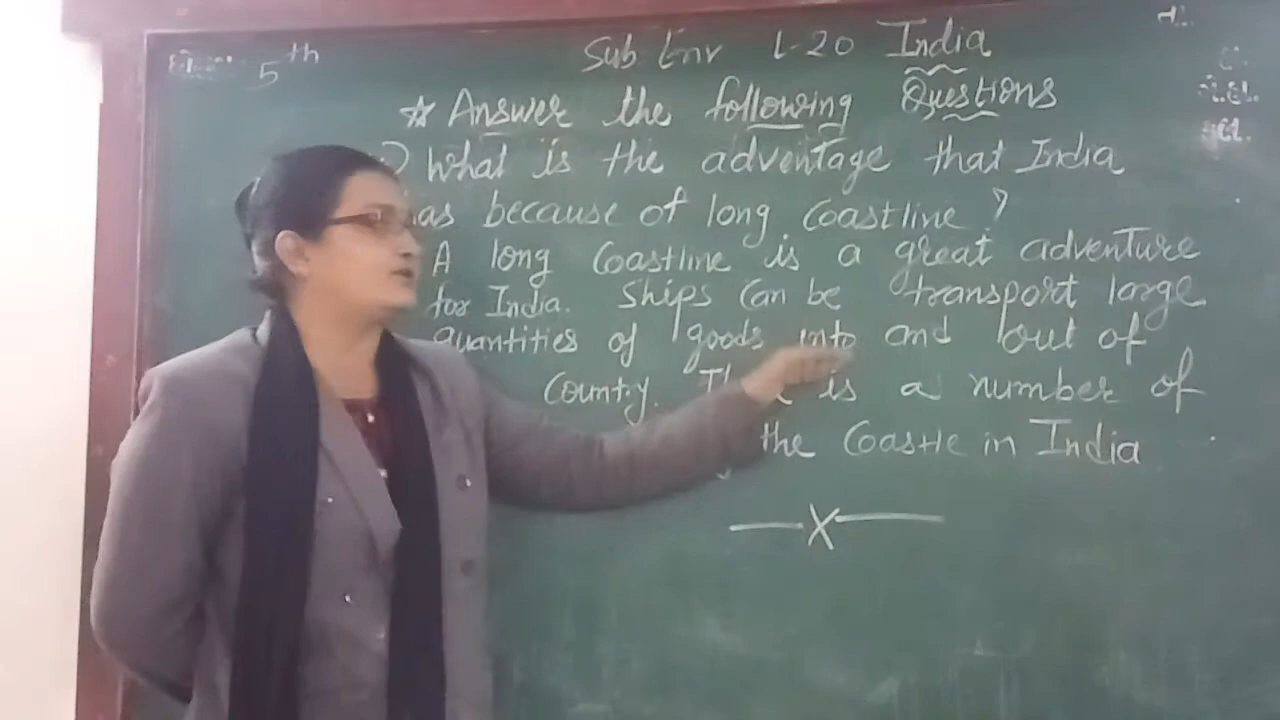 5th
Sub Env L-20 India
☆ Answer the following Questions
What is the adventage that India
because of long coastline ?
A long Coastline is a great adventure
for India. Ships Can be transport large
quantities of goods into and out of
Country. is a number of
the Coastle in India
—X—